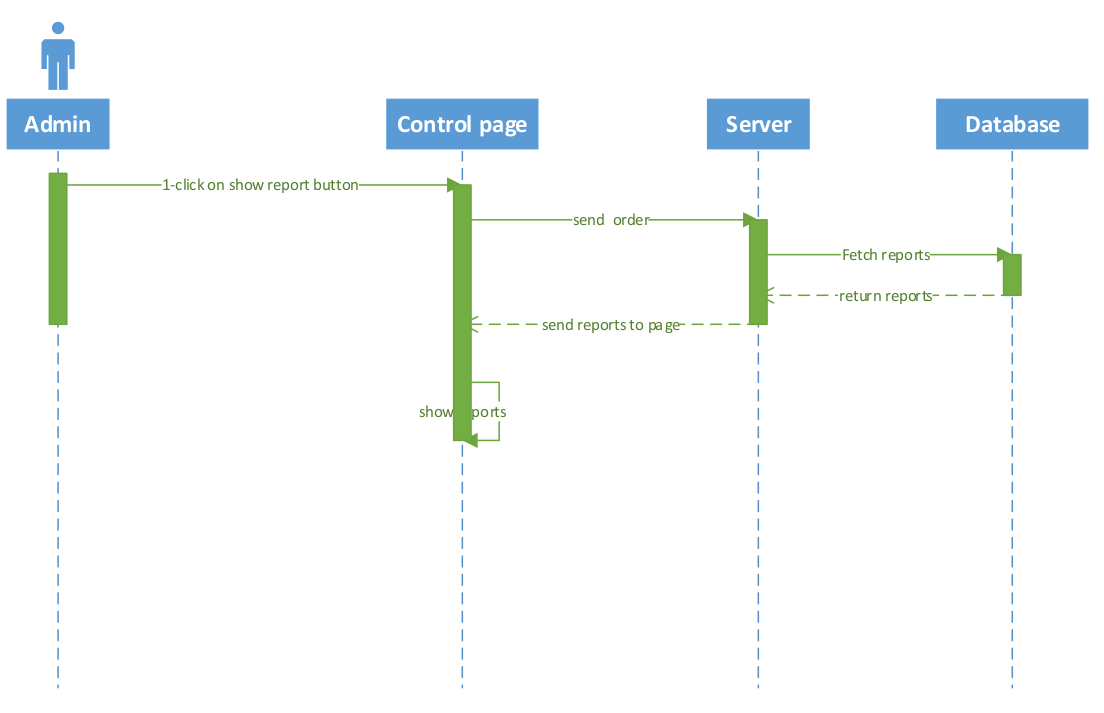 Admin
Control page
Server
Database
1-click on show report button
send order
Fetch reports
return reports
send reports to page
show ports